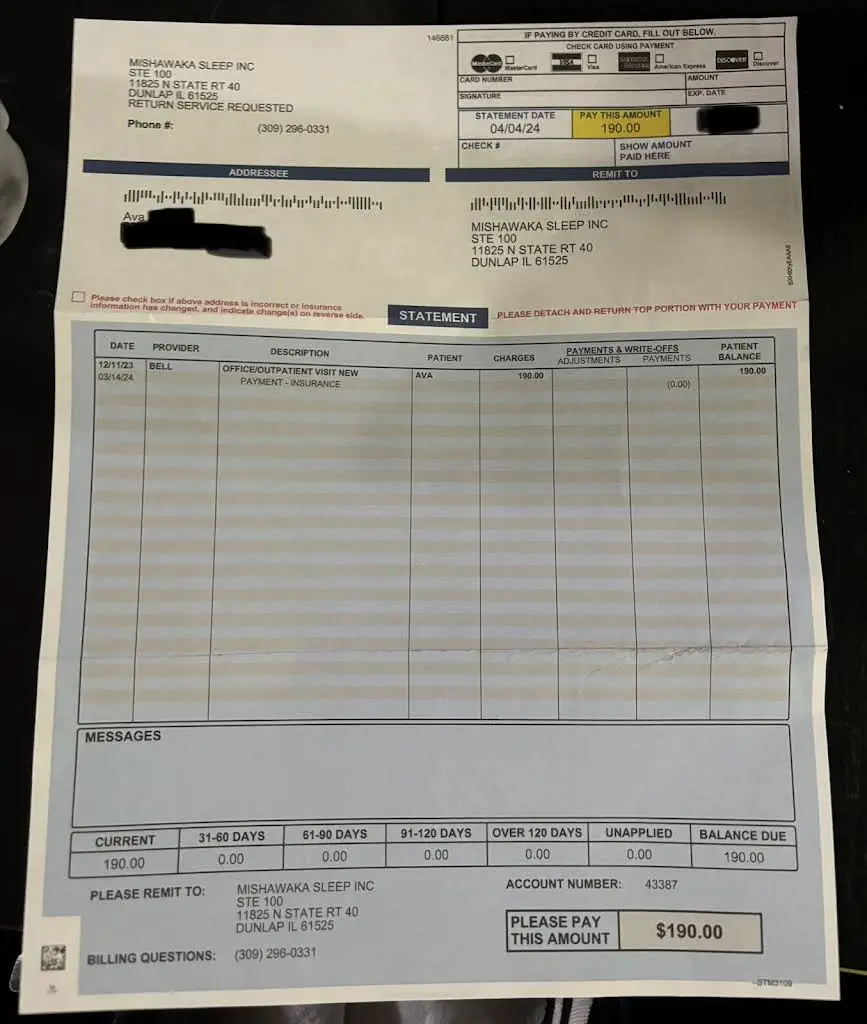 146881
IF PAYING BY CREDIT CARD, FILL OUT BELOW.
CHECK CARD USING PAYMENT
MasterCard MasterCard VISA Visa American Express DISCOVER Discover
CARD NUMBER AMOUNT
SIGNATURE EXP. DATE
STATEMENT DATE PAY THIS AMOUNT
04/04/24 190.00
CHECK # SHOW AMOUNT
PAID HERE
MISHAWAKA SLEEP INC
STE 100
11825 N STATE RT 40
DUNLAP IL 61525
RETURN SERVICE REQUESTED
Phone #: (309) 296-0331
ADDRESSEE
REMIT TO
Ava
MISHAWAKA SLEEP INC
STE 100
11825 N STATE RT 40
DUNLAP IL 61525
Please check box if above address is incorrect or insurance
information has changed, and indicate change(s) on reverse side.
STATEMENT
PLEASE DETACH AND RETURN TOP PORTION WITH YOUR PAYMENT
DATE PROVIDER DESCRIPTION PATIENT CHARGES PAYMENTS & WRITE-OFFS PATIENT
ADJUSTMENTS PAYMENTS BALANCE
12/11/23 BELL OFFICE/OUTPATIENT VISIT NEW AVA 190.00 190.00
03/14/24 PAYMENT - INSURANCE (0.00)
MESSAGES
CURRENT 31-60 DAYS 61-90 DAYS 91-120 DAYS OVER 120 DAYS UNAPPLIED BALANCE DUE
190.00 0.00 0.00 0.00 0.00 0.00 190.00
PLEASE REMIT TO: MISHAWAKA SLEEP INC
STE 100
11825 N STATE RT 40
DUNLAP IL 61525
ACCOUNT NUMBER: 43387
PLEASE PAY
THIS AMOUNT $190.00
BILLING QUESTIONS: (309) 296-0331
STM3109